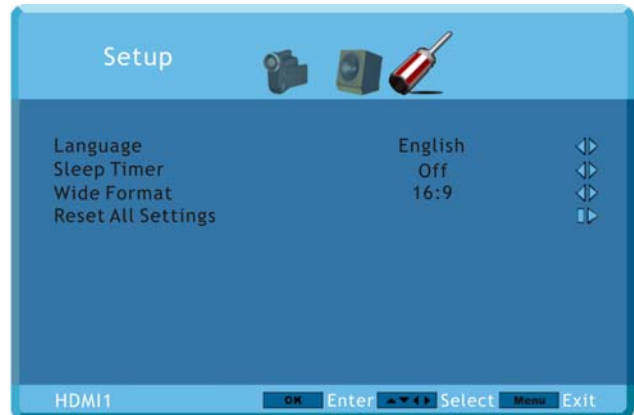 Setup
Language English
Sleep Timer Off
Wide Format 16:9
Reset All Settings
HDMI1 OK Enter Select Menu Exit